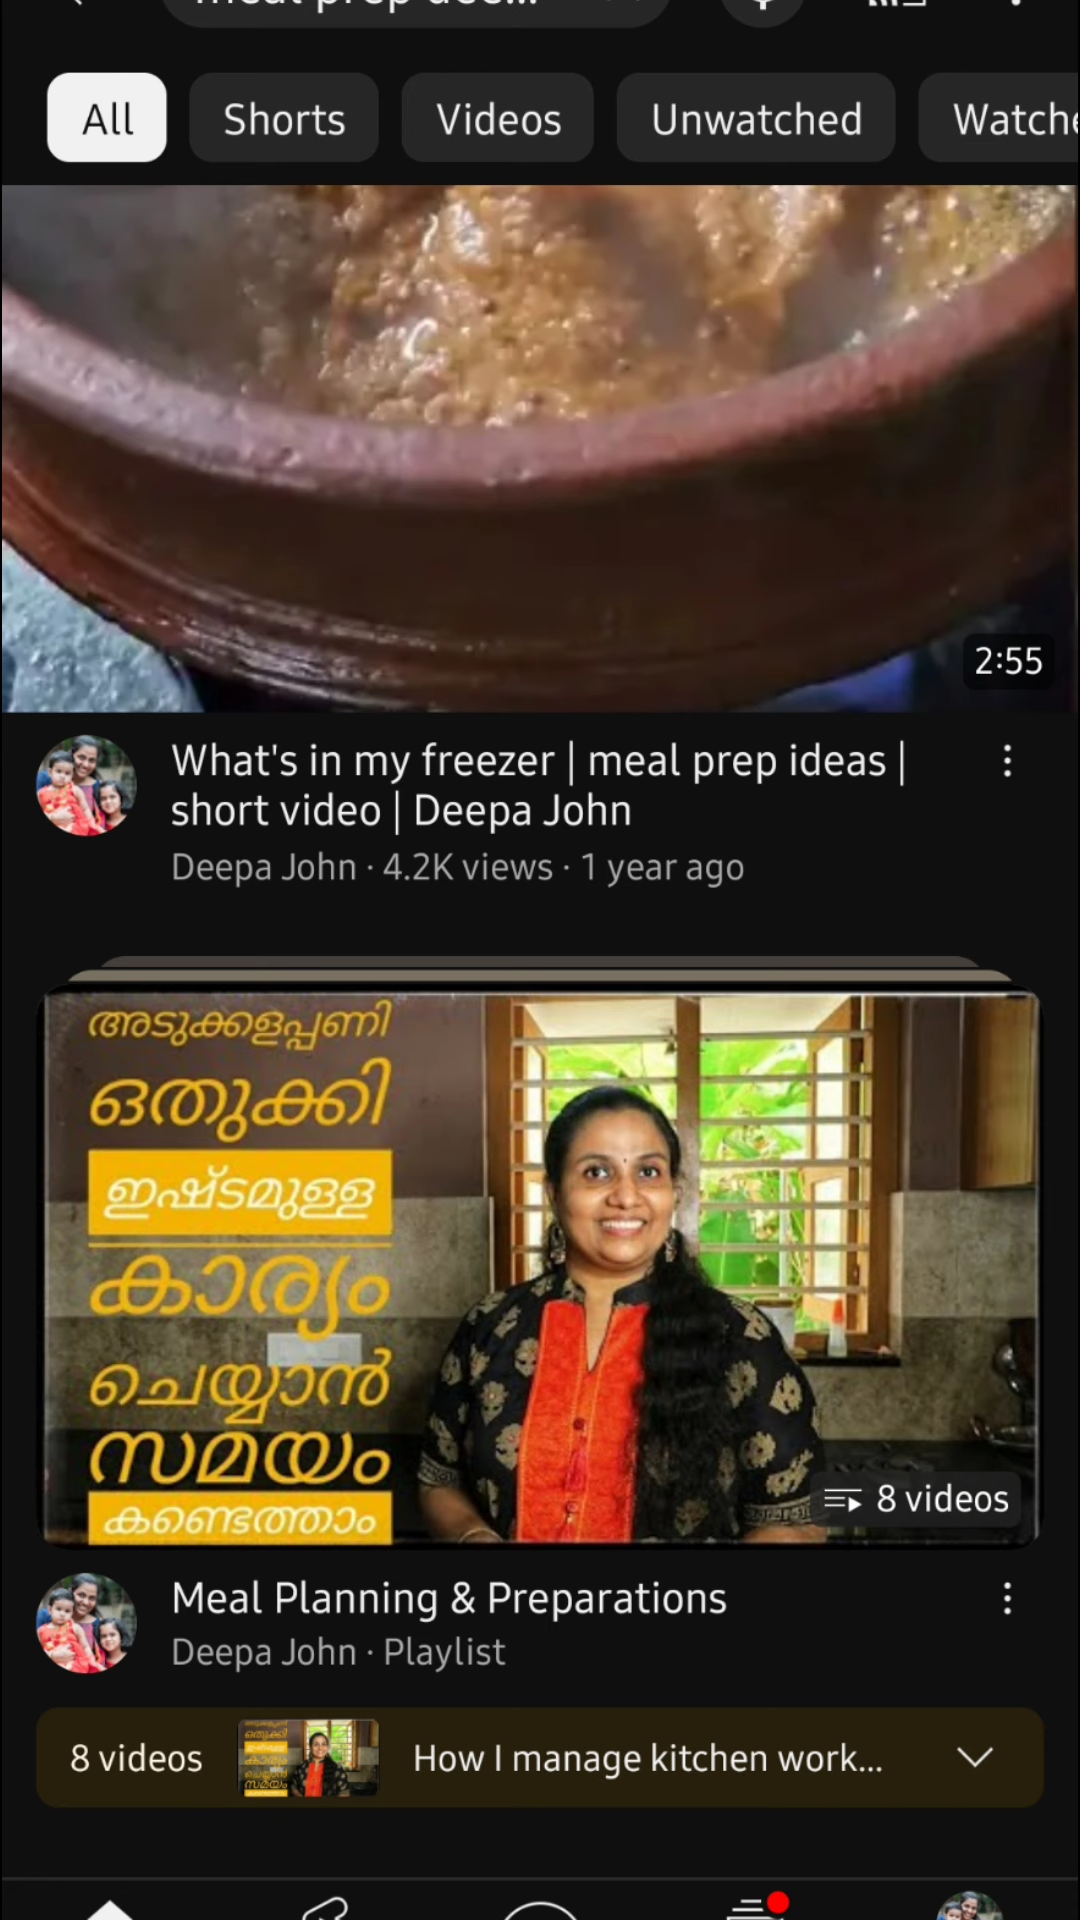 All
Shorts
Videos
Unwatched
2:55
What's in my freezer | meal prep ideas |
short video | Deepa John
Deepa John · 4.2K views · 1 year ago
അടുക്കളപ്പണി
ഒതുക്കി
ഇഷ്ടമുള്ള
കാര്യം
ചെയ്യാൻ
സമയം
കണ്ടെത്താം
8 videos
Meal Planning & Preparations
Deepa John · Playlist
8 videos
How I manage kitchen work...